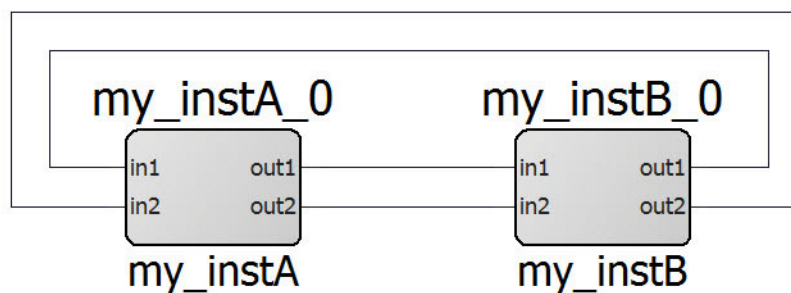 my_instA_0 my_instB_0
in1 out1 in1 out1
in2 out2 in2 out2
my_instA my_instB